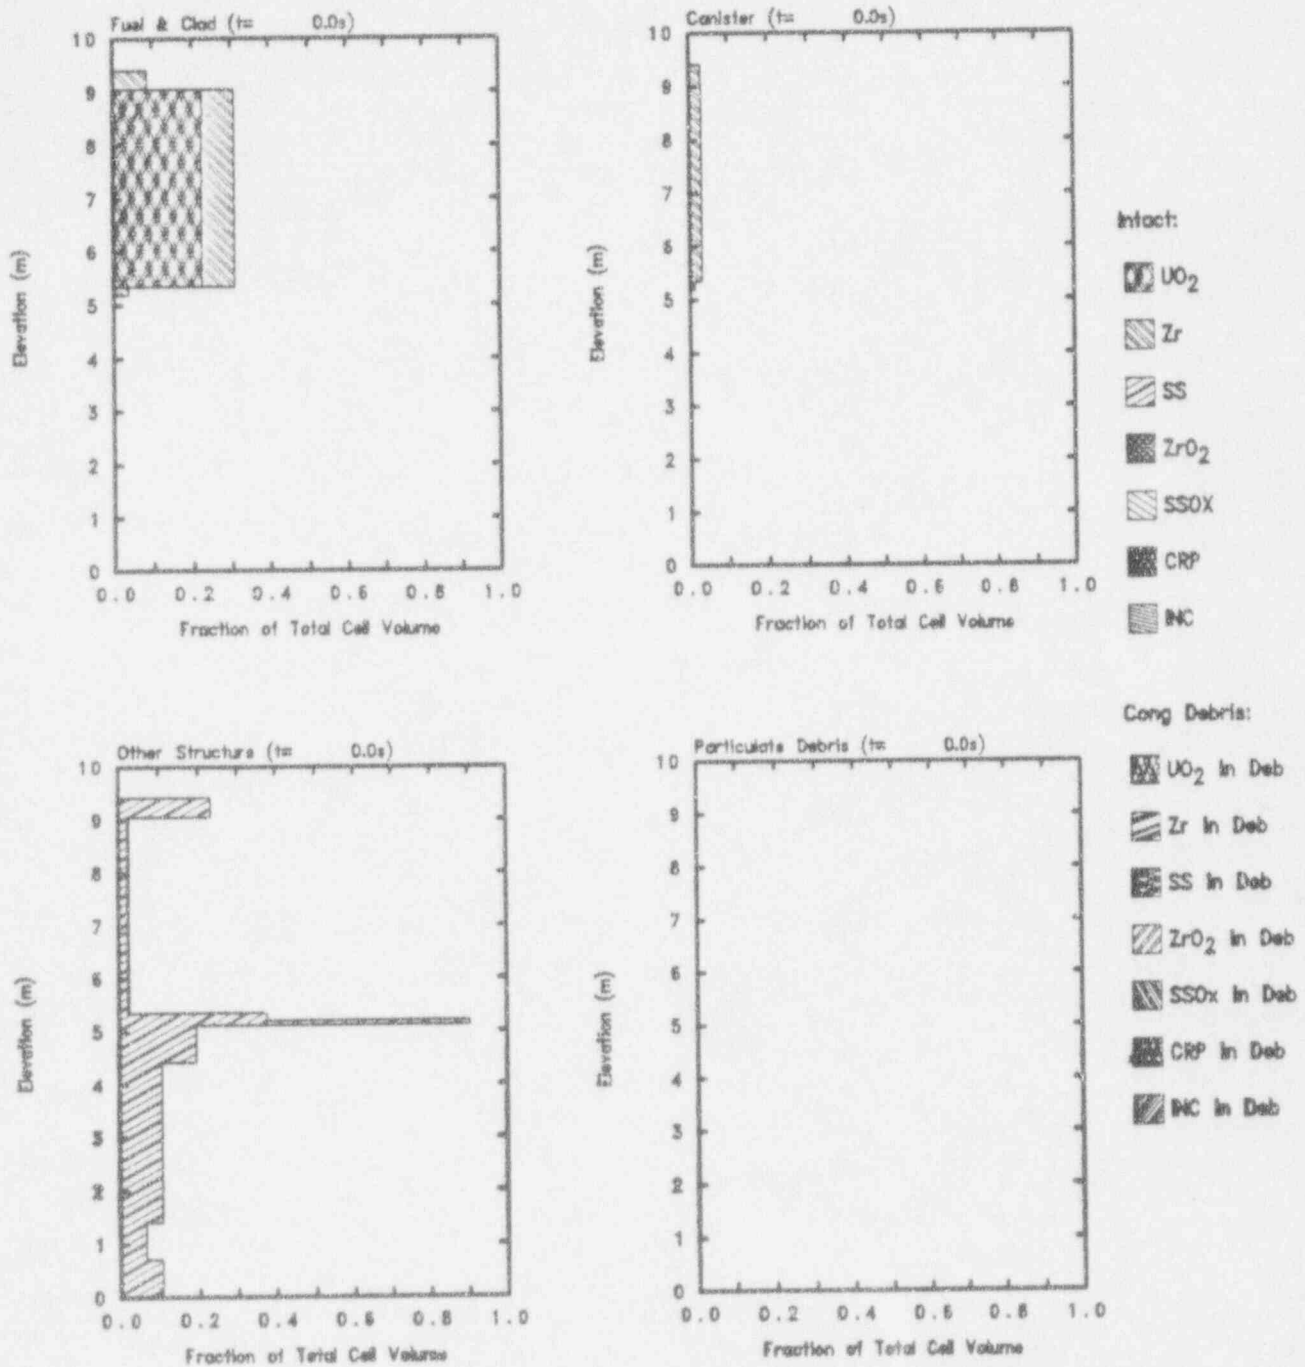 Fuel & Clad (t= 0.0s)
10
9
8
7
6
5
4
3
2
1
0
Elevation (m)
0.0 0.2 0.4 0.6 0.8 1.0
Fraction of Total Cell Volume
Canister (t= 0.0s)
10
9
8
7
6
5
4
3
2
1
0
Elevation (m)
0.0 0.2 0.4 0.6 0.8 1.0
Fraction of Total Cell Volume
Intact:
UO2
Zr
SS
ZrO2
SSOX
CRP
INC
Other Structure (t= 0.0s)
10
9
8
7
6
5
4
3
2
1
0
Elevation (m)
0.0 0.2 0.4 0.6 0.8 1.0
Fraction of Total Cell Volume
Particulate Debris (t= 0.0s)
10
9
8
7
6
5
4
3
2
1
0
Elevation (m)
0.0 0.2 0.4 0.6 0.8 1.0
Fraction of Total Cell Volume
Cong Debris:
UO2 In Deb
Zr In Deb
SS In Deb
ZrO2 In Deb
SSOx In Deb
CRP In Deb
INC In Deb